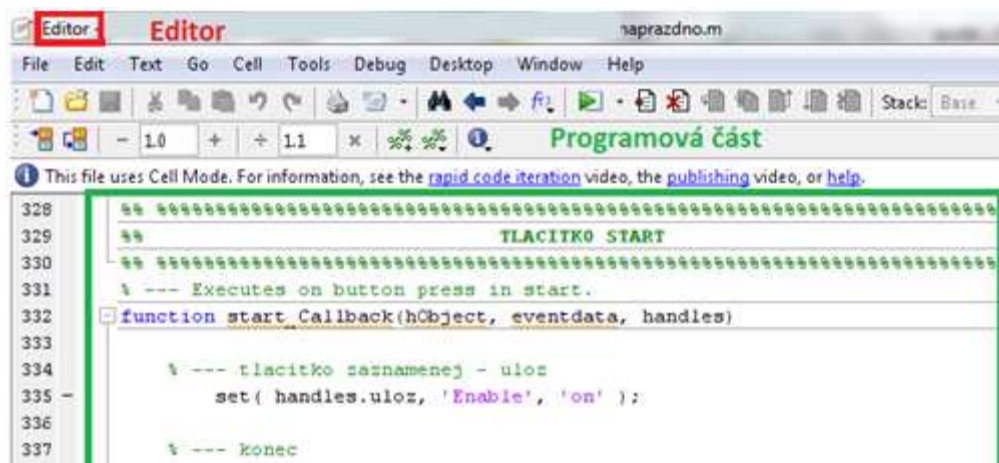 Editor - Editor naprazdno.m
File Edit Text Go Cell Tools Debug Desktop Window Help
Stack: Base
- 1.0 + ÷ 1.1 × Programová část
This file uses Cell Mode. For information, see the rapid code iteration video, the publishing video, or help.
328 %% %%%%%%%%%%%%%%%%%%%%%%%%%%%%%%%%%%%%%%%%%%%%%%%%%%%%%%%%%%%%%%%%%%%%%%
329 %% TLACITKO START
330 %% %%%%%%%%%%%%%%%%%%%%%%%%%%%%%%%%%%%%%%%%%%%%%%%%%%%%%%%%%%%%%%%%%%%%%%
331 % --- Executes on button press in start.
332 function start_Callback(hObject, eventdata, handles)
333
334 % --- tlacitko zaznamenej - uloz
335 - set( handles.uloz, 'Enable', 'on' );
336
337 % --- konec